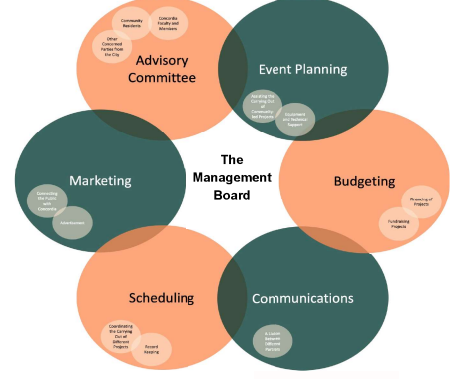 Community
Residents
Concordia
Faculty and
Members
Other
Concerned
Parties from
the City
Advisory
Committee
Event Planning
Assisting the
Carrying Out
of
Community-
led Projects
Equipment
and Technical
Support
The
Management
Board
Marketing
Connecting
the Public
with
Concordia
Advertisement
Budgeting
Financing of
Projects
Fundraising
Projects
Scheduling
Coordinating
the Carrying
Out of
Different
Projects
Record
Keeping
Communications
Between
Different